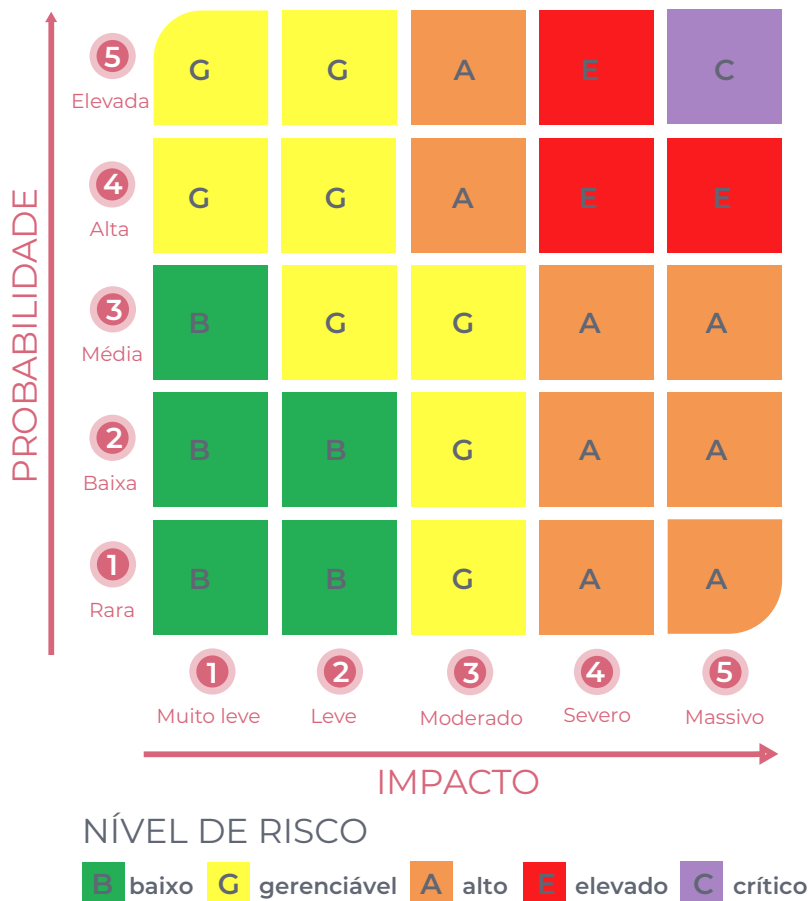 PROBABILIDADE
5 G G A E C
Elevada
4 G G A E E
Alta
3 B G G A A
Média
2 B B G A A
Baixa
1 B B G A A
Rara
1 2 3 4 5
Muito leve Leve Moderado Severo Massivo
IMPACTO
NÍVEL DE RISCO
B baixo G gerenciável A alto E elevado C crítico